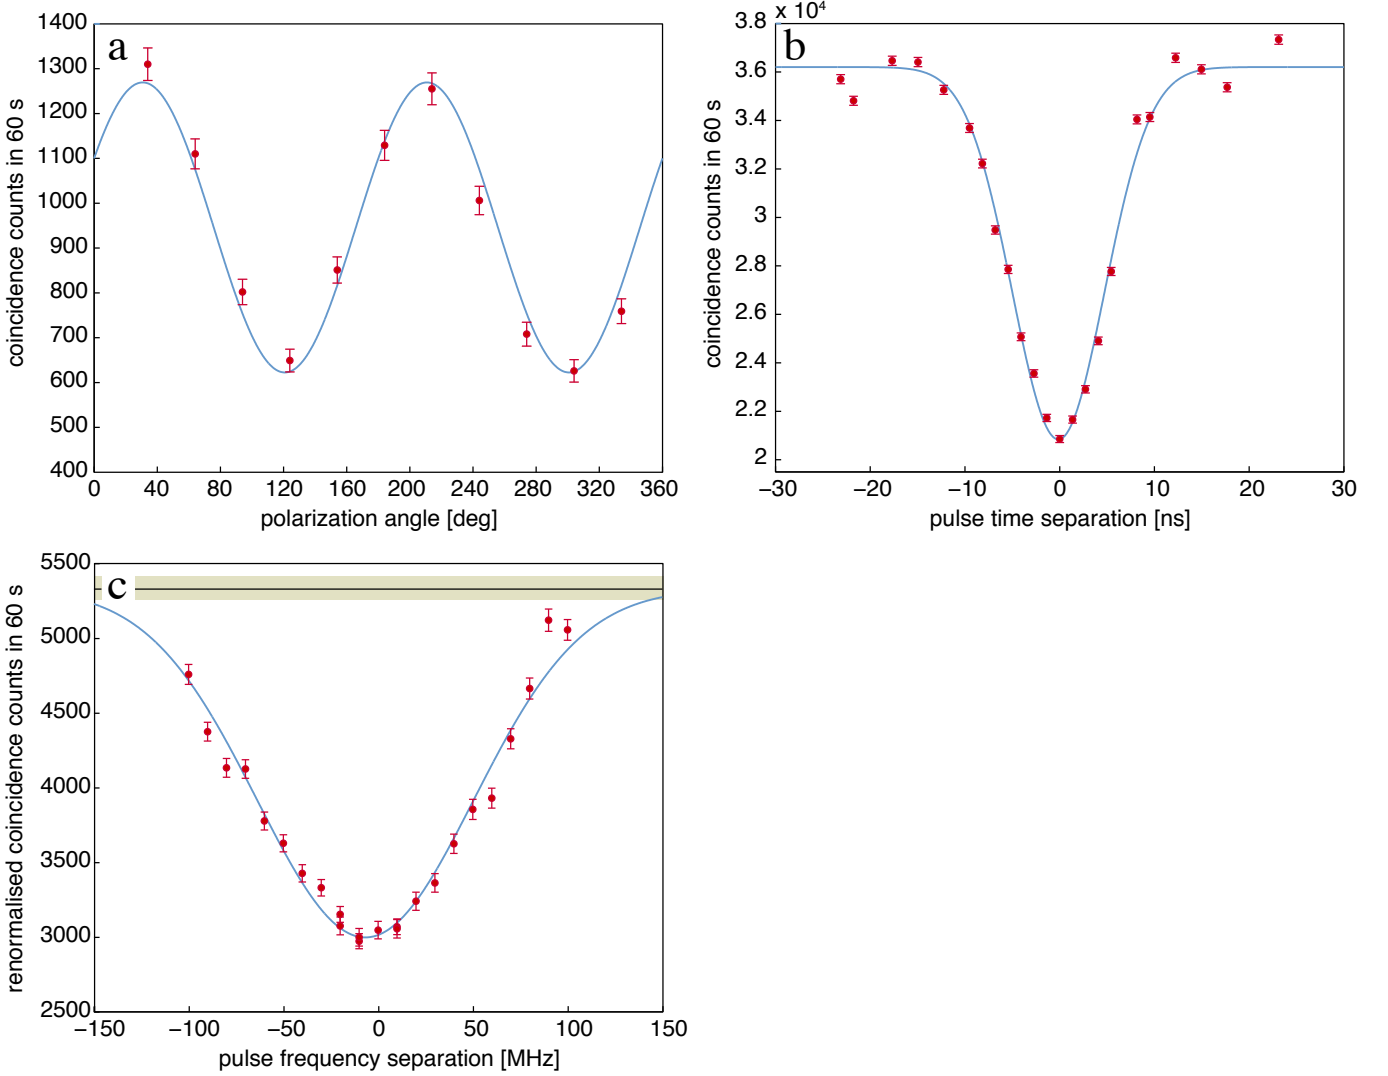 a
1400
1300
1200
1100
1000
900
800
700
600
500
400
0 40 80 120 160 200 240 280 320 360
polarization angle [deg]
coincidence counts in 60 s
x 10⁴
b
3.8
3.6
3.4
3.2
3
2.8
2.6
2.4
2.2
2
−30 −20 −10 0 10 20 30
pulse time separation [ns]
coincidence counts in 60 s
c
5500
5000
4500
4000
3500
3000
2500
−150 −100 −50 0 50 100 150
pulse frequency separation [MHz]
renormalised coincidence counts in 60 s